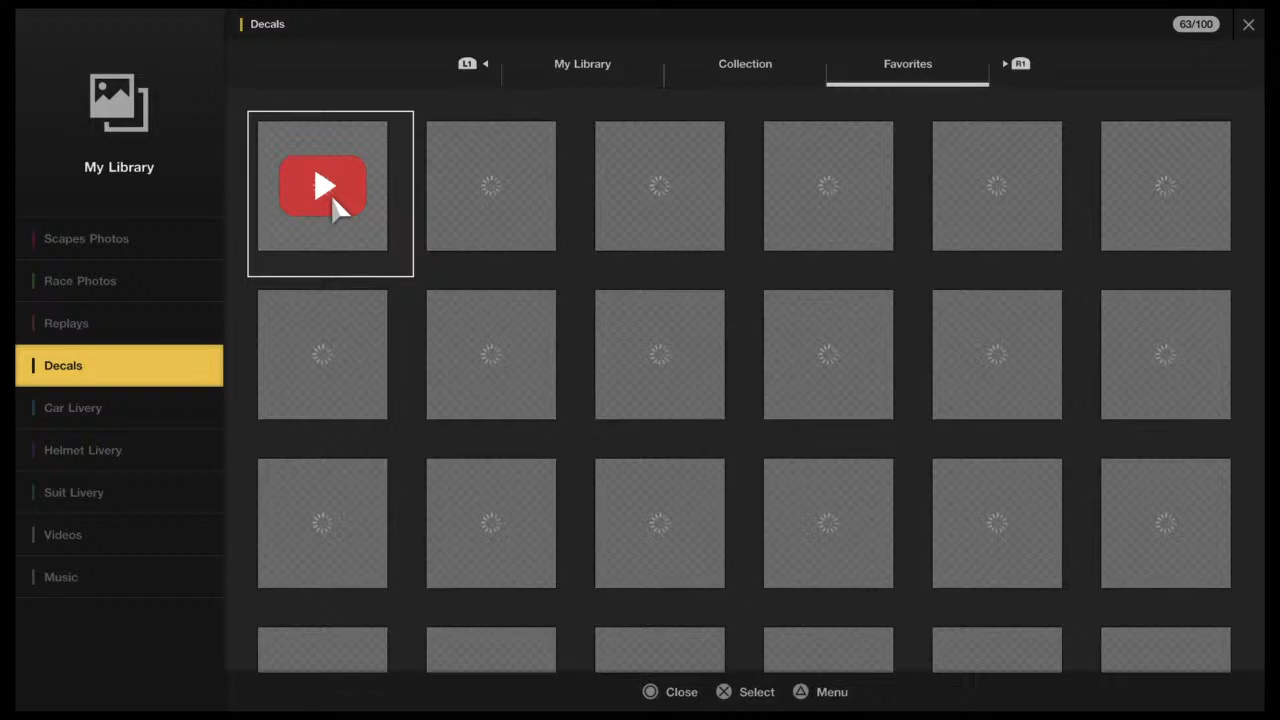 Decals
63/100
L1
My Library
Collection
Favorites
R1
My Library
Scapes Photos
Race Photos
Replays
Decals
Car Livery
Helmet Livery
Suit Livery
Videos
Music
Close
Select
Menu